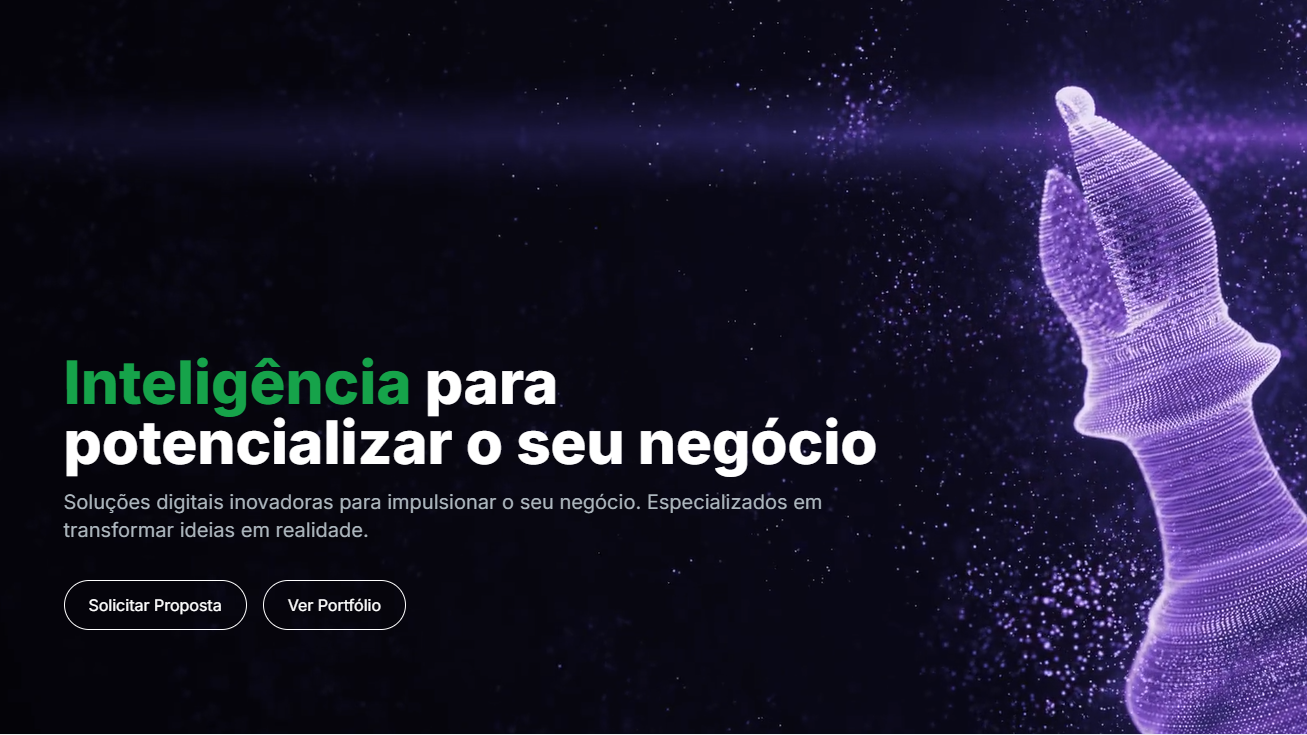 Inteligência para
potencializar o seu negócio
Soluções digitais inovadoras para impulsionar o seu negócio. Especializados em
transformar ideias em realidade.
Solicitar Proposta
Ver Portfólio